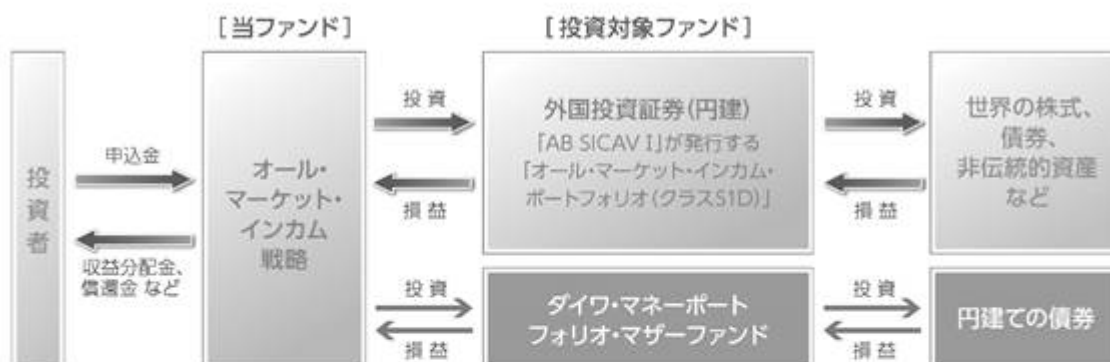 [当ファンド]
[投資対象ファンド]
投資者
申込金
収益分配金、
償還金 など
オール・
マーケット・
インカム
戦略
投 資
損 益
外国投資証券(円建)
「AB SICAV I」が発行する
「オール・マーケット・インカム・
ポートフォリオ(クラスS1D)」
投 資
損 益
世界の株式、
債券、
非伝統的資産
など
投 資
損 益
ダイワ・マネーポート
フォリオ・マザーファンド
投 資
損 益
円建ての債券